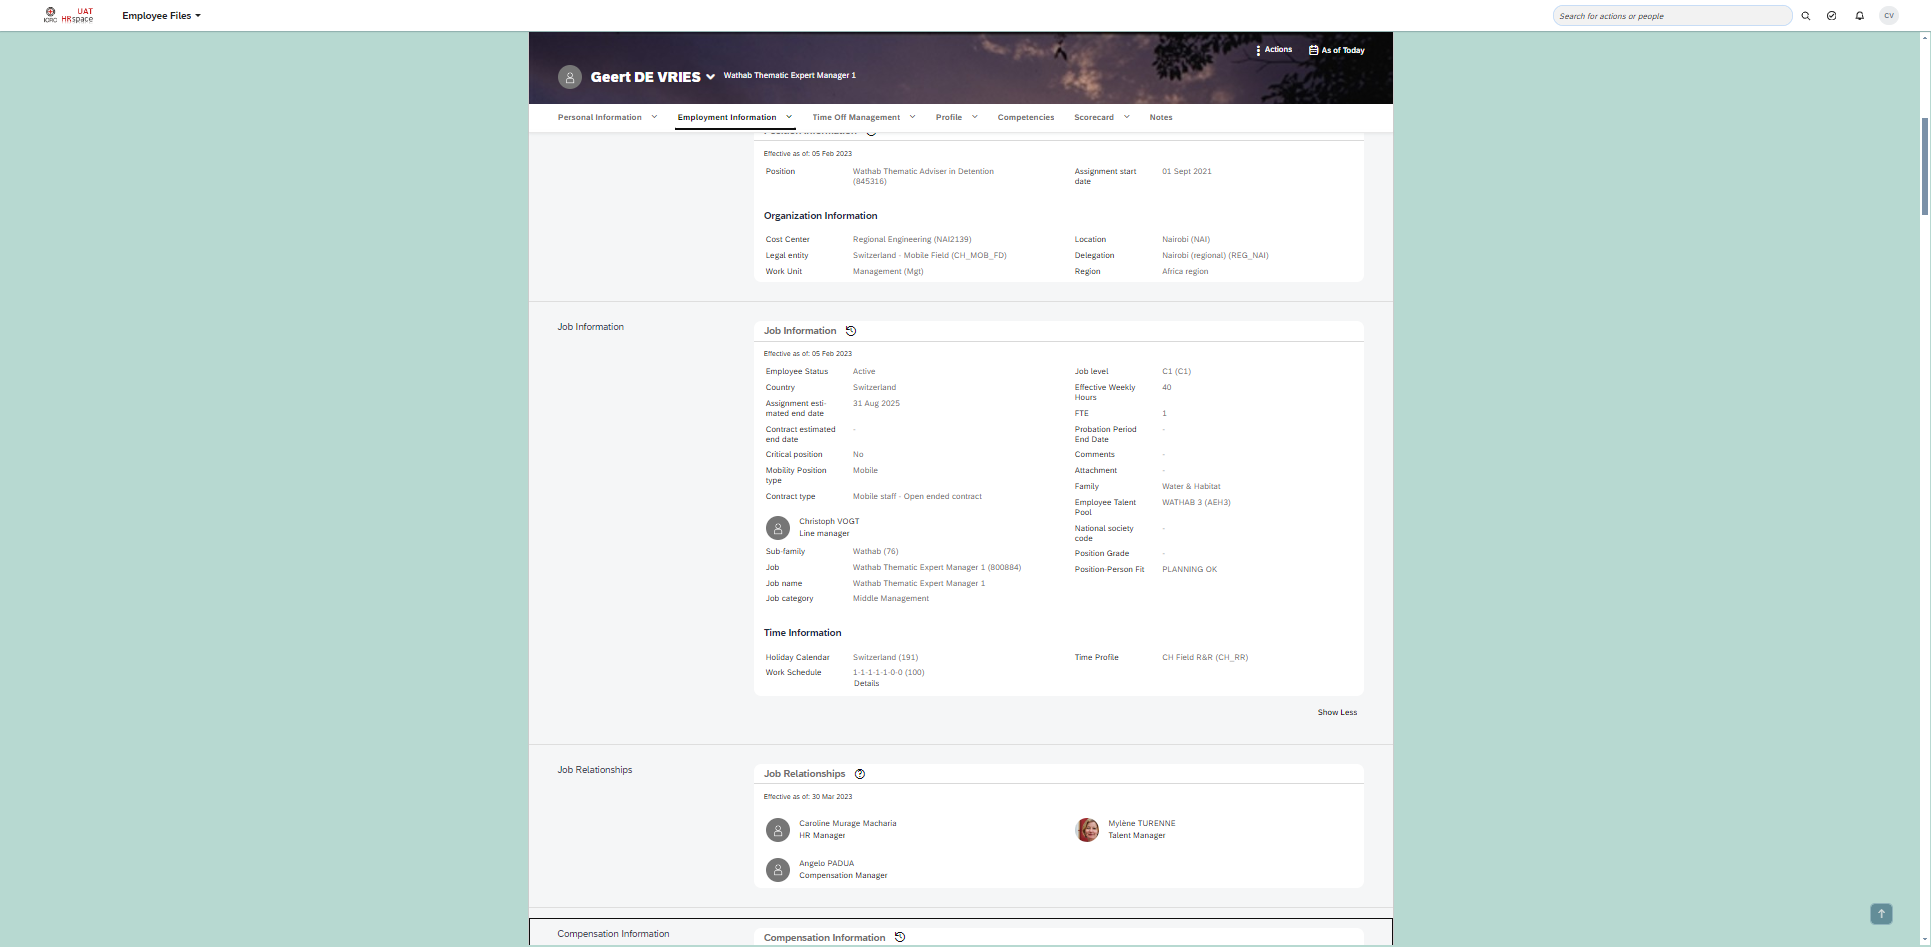 ICRC
UAT
HRspace
Employee Files
Search for actions or people
CV
Actions
As of Today
Geert DE VRIES
Wathab Thematic Expert Manager 1
Personal Information
Employment Information
Time Off Management
Profile
Competencies
Scorecard
Notes
Position Information
Effective as of: 05 Feb 2023
Position
Wathab Thematic Adviser in Detention
(845316)
Assignment start
date
01 Sept 2021
Organization Information
Cost Center
Regional Engineering (NAI2139)
Location
Nairobi (NAI)
Legal entity
Switzerland - Mobile Field (CH_MOB_FD)
Delegation
Nairobi (regional) (REG_NAI)
Work Unit
Management (Mgt)
Region
Africa region
Job Information
Job Information
Effective as of: 05 Feb 2023
Employee Status
Active
Country
Switzerland
Assignment esti-
mated end date
31 Aug 2025
Contract estimated
end date
-
Critical position
No
Mobility Position
type
Mobile
Contract type
Mobile staff - Open ended contract
Christoph VOGT
Line manager
Sub-family
Wathab (76)
Job
Wathab Thematic Expert Manager 1 (800884)
Job name
Wathab Thematic Expert Manager 1
Job category
Middle Management
Job level
C1 (C1)
Effective Weekly
Hours
40
FTE
1
Probation Period
End Date
-
Comments
-
Attachment
-
Family
Water & Habitat
Employee Talent
Pool
WATHAB 3 (AEH3)
National society
code
-
Position Grade
-
Position-Person Fit
PLANNING OK
Time Information
Holiday Calendar
Switzerland (191)
Time Profile
CH Field R&R (CH_RR)
Work Schedule
1-1-1-1-1-0-0 (100)
Details
Show Less
Job Relationships
Job Relationships
Effective as of: 30 Mar 2023
Caroline Murage Macharia
HR Manager
Mylène TURENNE
Talent Manager
Angelo PADUA
Compensation Manager
Compensation Information
Compensation Information